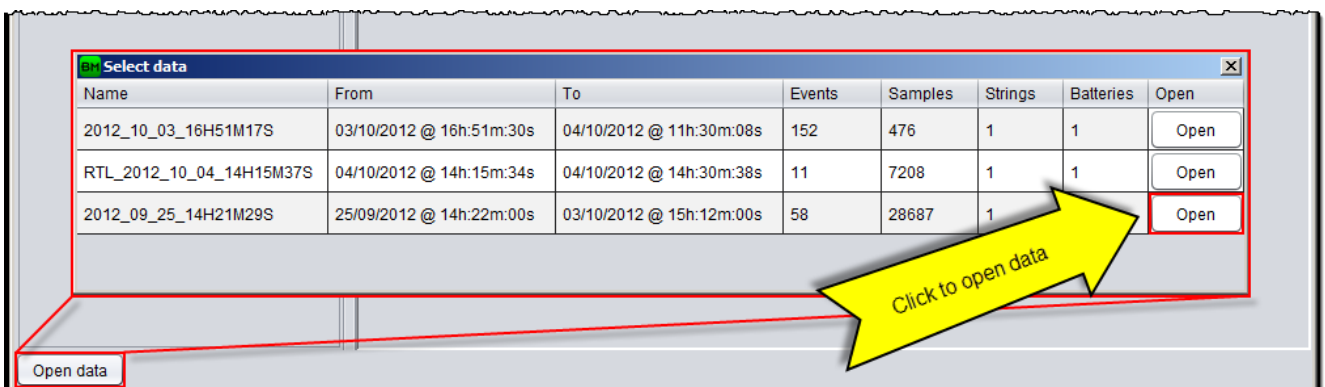 BM Select data
Name From To Events Samples Strings Batteries Open
2012_10_03_16H51M17S 03/10/2012 @ 16h:51m:30s 04/10/2012 @ 11h:30m:08s 152 476 1 1 Open
RTL_2012_10_04_14H15M37S 04/10/2012 @ 14h:15m:34s 04/10/2012 @ 14h:30m:38s 11 7208 1 1 Open
2012_09_25_14H21M29S 25/09/2012 @ 14h:22m:00s 03/10/2012 @ 15h:12m:00s 58 28687 1 Open
Click to open data
Open data